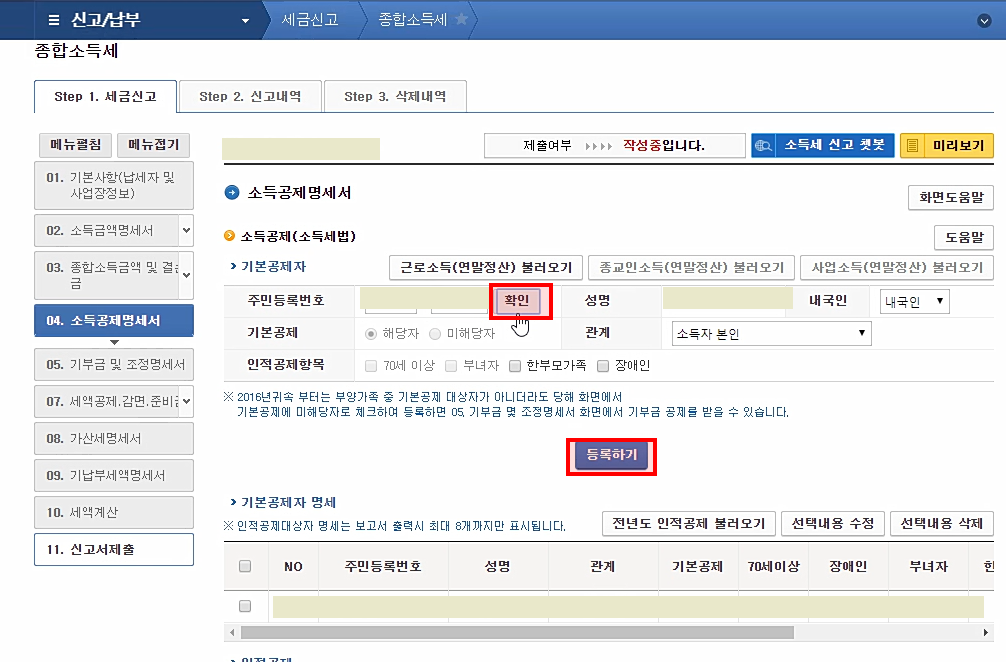 신고/납부 세금신고 종합소득세
종합소득세
Step 1. 세금신고 Step 2. 신고내역 Step 3. 삭제내역
메뉴펼침 메뉴접기
제출여부 작성중입니다. 소득세 신고 챗봇 미리보기
01. 기본사항(납세자 및
사업장정보)
02. 소득금액명세서
03. 종합소득금액 및 결손
금
04. 소득공제명세서
05. 기부금 및 조정명세서
07. 세액공제.감면.준비금
08. 가산세명세서
09. 기납부세액명세서
10. 세액계산
11. 신고서제출
소득공제명세서 화면도움말
소득공제(소득세법) 도움말
기본공제자 근로소득(연말정산) 불러오기 종교인소득(연말정산) 불러오기 사업소득(연말정산) 불러오기
주민등록번호 확인 성명 내국인 내국인
기본공제 해당자 미해당자 관계 소득자 본인
인적공제항목 70세 이상 부녀자 한부모가족 장애인
※ 2016년귀속 부터는 부양가족 중 기본공제 대상자가 아니더라도 당해 화면에서
기본공제에 미해당자로 체크하여 등록하면 05. 기부금 및 조정명세서 화면에서 기부금 공제를 받을 수 있습니다.
등록하기
기본공제자 명세
※ 인적공제대상자 명세는 보고서 출력시 최대 8개까지만 표시됩니다. 전년도 인적공제 불러오기 선택내용 수정 선택내용 삭제
NO 주민등록번호 성명 관계 기본공제 70세이상 장애인 부녀자 한
인적공제